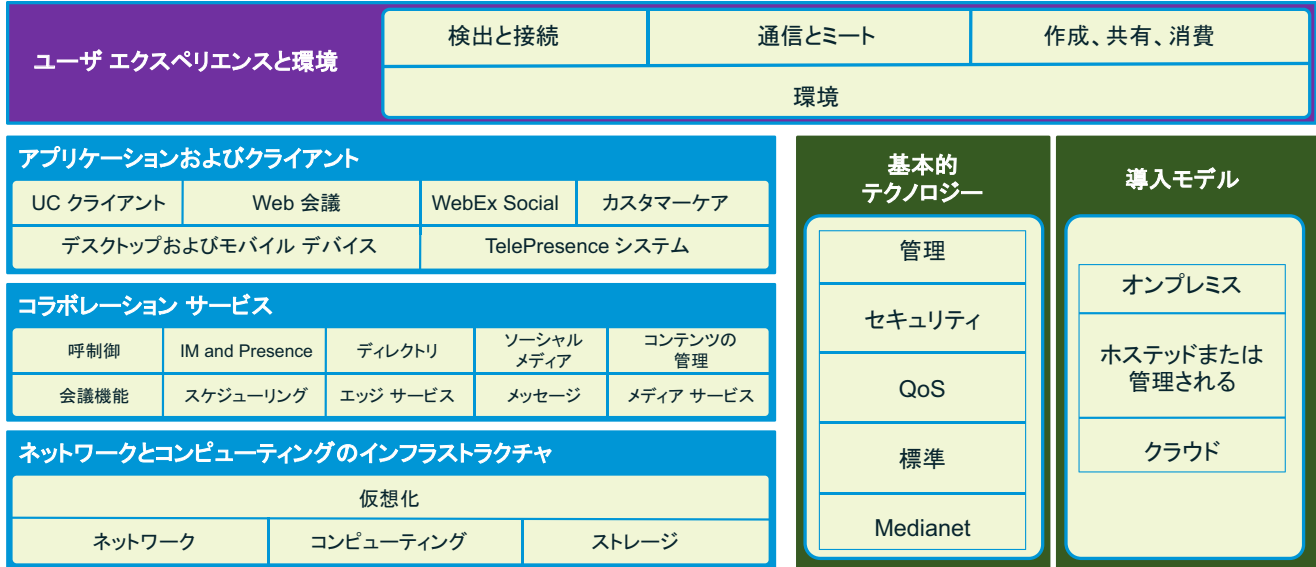 ユーザ エクスペリエンスと環境
検出と接続
通信とミート
作成、共有、消費
環境
アプリケーションおよびクライアント
UC クライアント
Web 会議
WebEx Social
カスタマーケア
デスクトップおよびモバイル デバイス
TelePresence システム
コラボレーション サービス
呼制御
IM and Presence
ディレクトリ
ソーシャル
メディア
コンテンツの
管理
会議機能
スケジューリング
エッジ サービス
メッセージ
メディア サービス
ネットワークとコンピューティングのインフラストラクチャ
仮想化
ネットワーク
コンピューティング
ストレージ
基本的
テクノロジー
管理
セキュリティ
QoS
標準
Medianet
導入モデル
オンプレミス
ホステッドまたは
管理される
クラウド